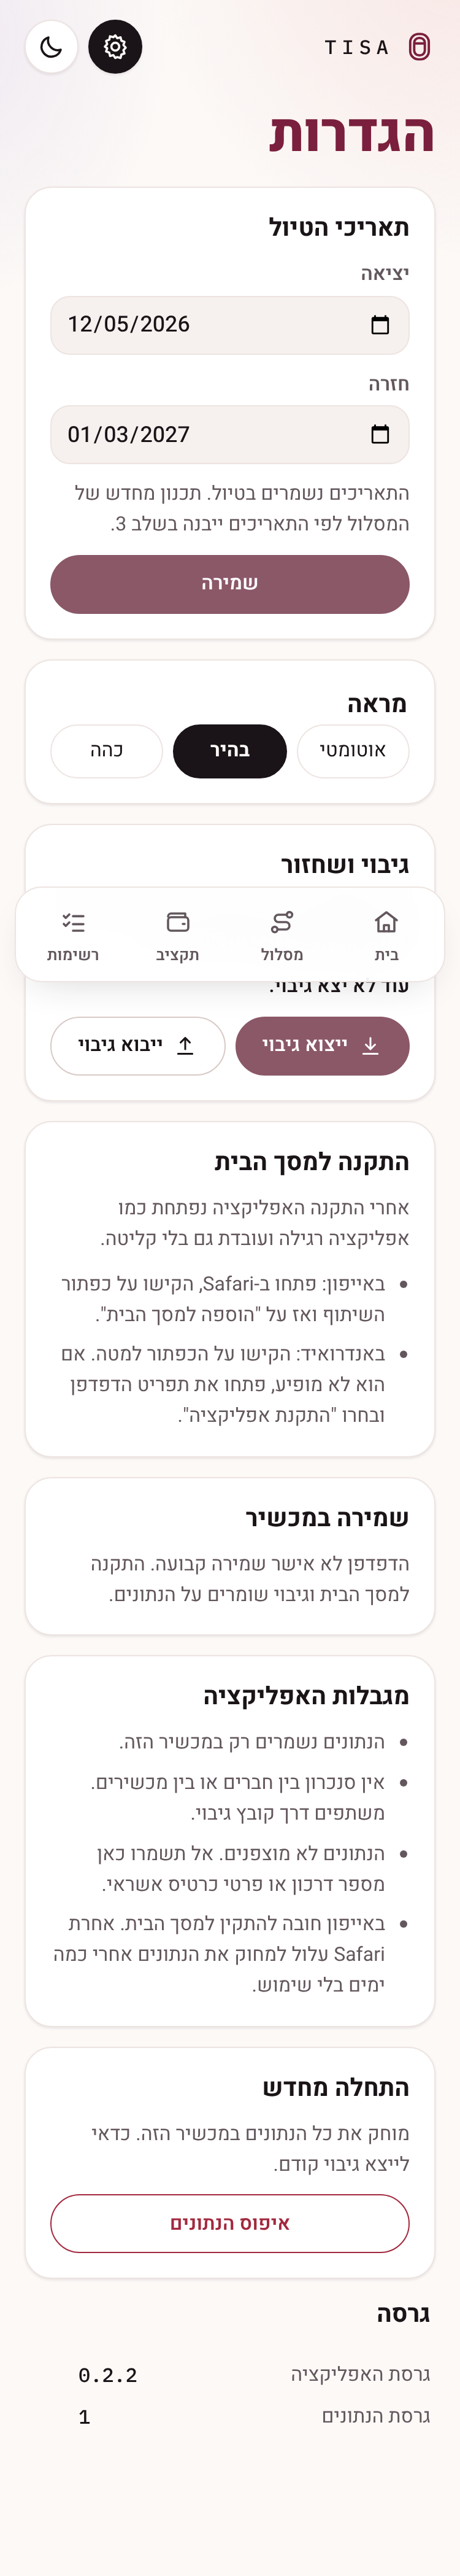 TISA
הגדרות
תאריכי הטיול
יציאה
12/05/2026
חזרה
01/03/2027
התאריכים נשמרים בטיול. תכנון מחדש של
המסלול לפי התאריכים ייבנה בשלב 3.
שמירה
מראה
אוטומטי
בהיר
כהה
גיבוי ושחזור
בית
מסלול
תקציב
רשימות
עוד לא יצא גיבוי.
ייצוא גיבוי
ייבוא גיבוי
התקנה למסך הבית
אחרי התקנה האפליקציה נפתחת כמו
אפליקציה רגילה ועובדת גם בלי קליטה.
באייפון: פתחו ב-Safari, הקישו על כפתור
השיתוף ואז על "הוספה למסך הבית".
באנדרואיד: הקישו על הכפתור למטה. אם
הוא לא מופיע, פתחו את תפריט הדפדפן
ובחרו "התקנת אפליקציה".
שמירה במכשיר
הדפדפן לא אישר שמירה קבועה. התקנה
למסך הבית וגיבוי שומרים על הנתונים.
מגבלות האפליקציה
הנתונים נשמרים רק במכשיר הזה.
אין סנכרון בין חברים או בין מכשירים.
משתפים דרך קובץ גיבוי.
הנתונים לא מוצפנים. אל תשמרו כאן
מספר דרכון או פרטי כרטיס אשראי.
באייפון חובה להתקין למסך הבית. אחרת
Safari עלול למחוק את הנתונים אחרי כמה
ימים בלי שימוש.
התחלה מחדש
מוחק את כל הנתונים במכשיר הזה. כדאי
לייצא גיבוי קודם.
איפוס הנתונים
גרסה
גרסת האפליקציה
0.2.2
גרסת הנתונים
1